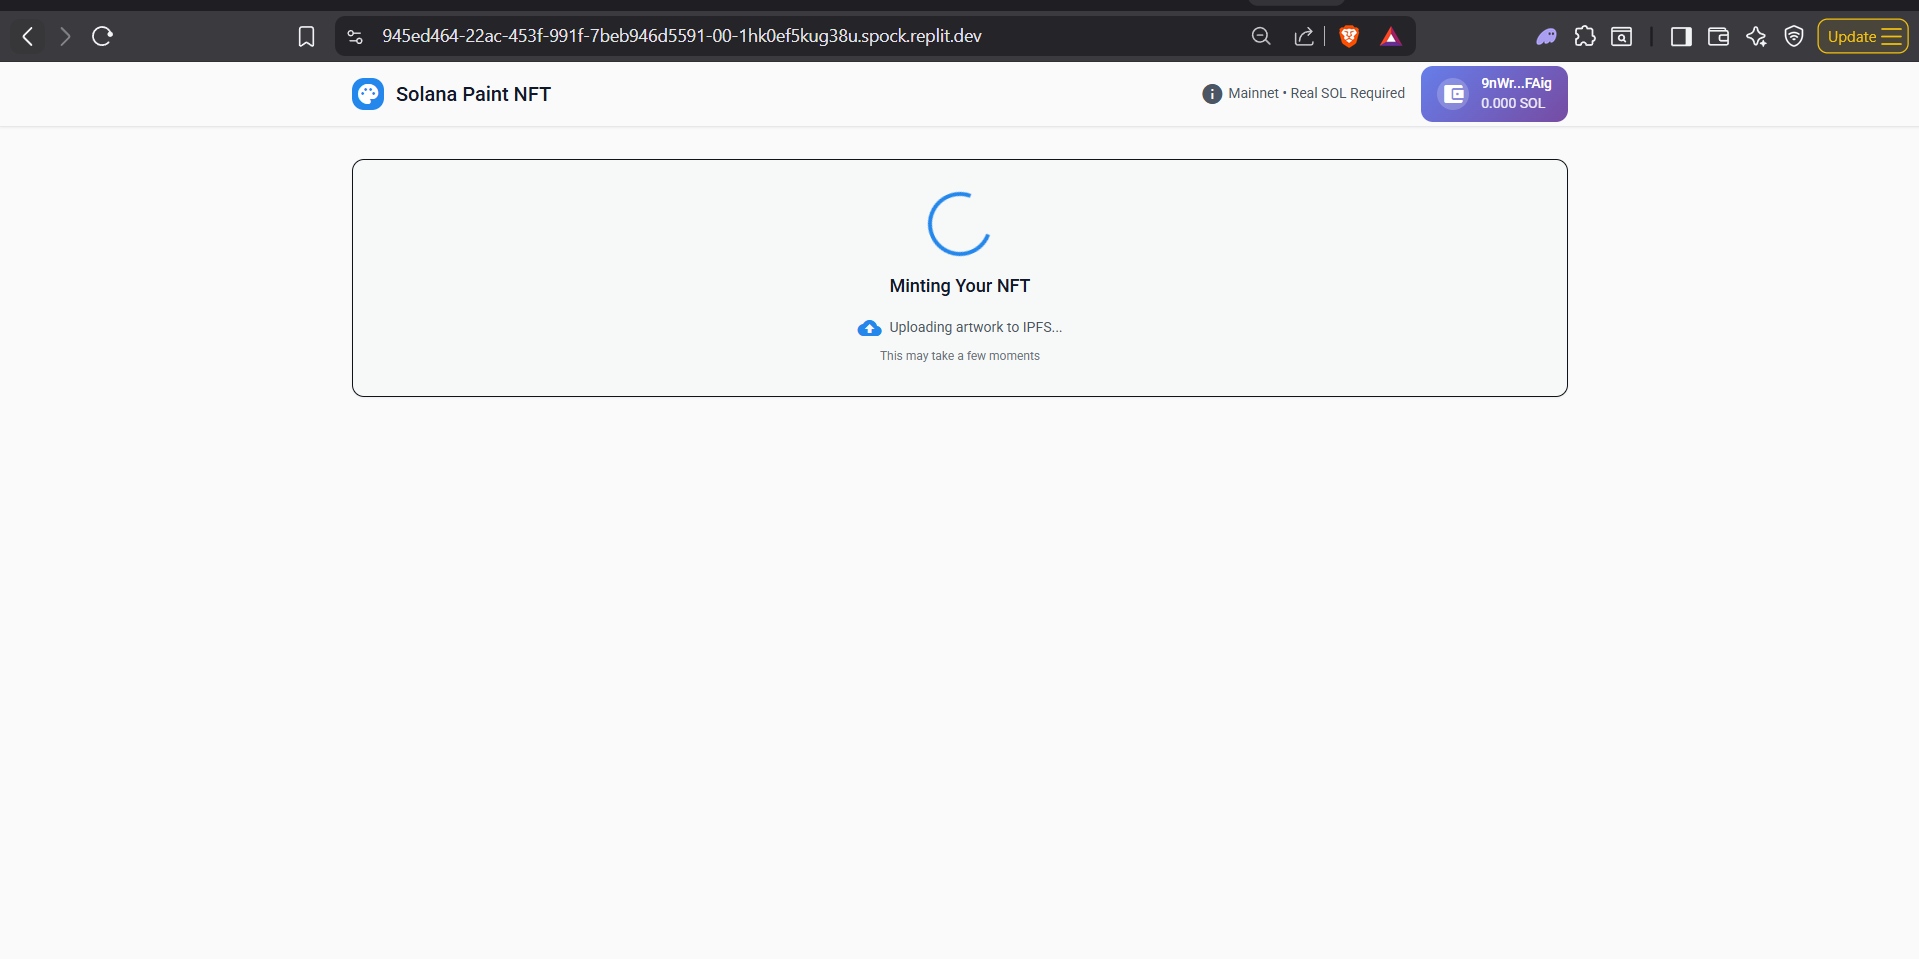 945ed464-22ac-453f-991f-7beb946d5591-00-1hk0ef5kug38u.spock.replit.dev
Update
Solana Paint NFT
Mainnet • Real SOL Required
9nWr...FAig
0.000 SOL
Minting Your NFT
Uploading artwork to IPFS...
This may take a few moments